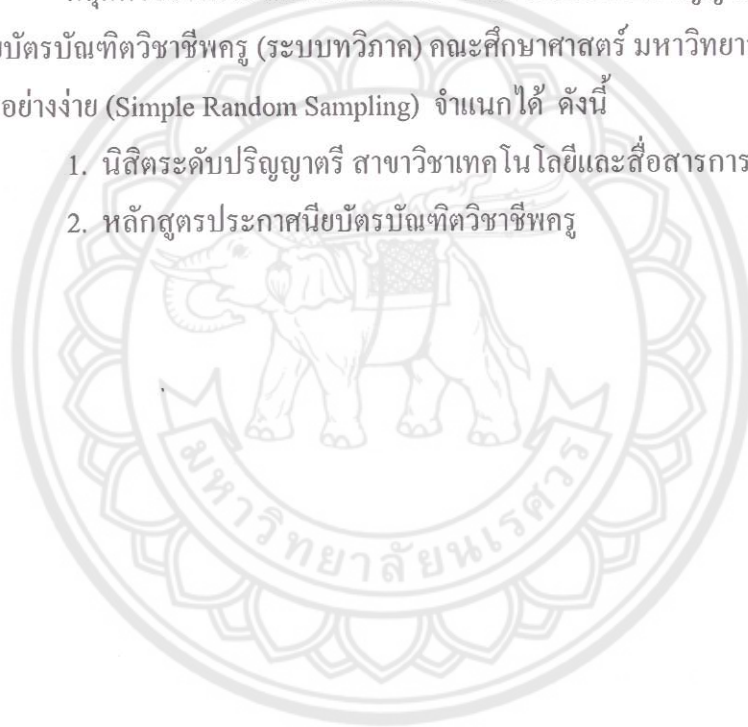 บัตรบัณฑิตวิชาชีพครู (ระบบทวิภาค) คณะศึกษาศาสตร์ มหาวิทยา
อย่างง่าย (Simple Random Sampling) จำแนกได้ ดังนี้
1. นิสิตระดับปริญญาตรี สาขาวิชาเทคโนโลยีและสื่อสารการ
2. หลักสูตรประกาศนียบัตรบัณฑิตวิชาชีพครู
มหาวิทยาลัยนเรศวร